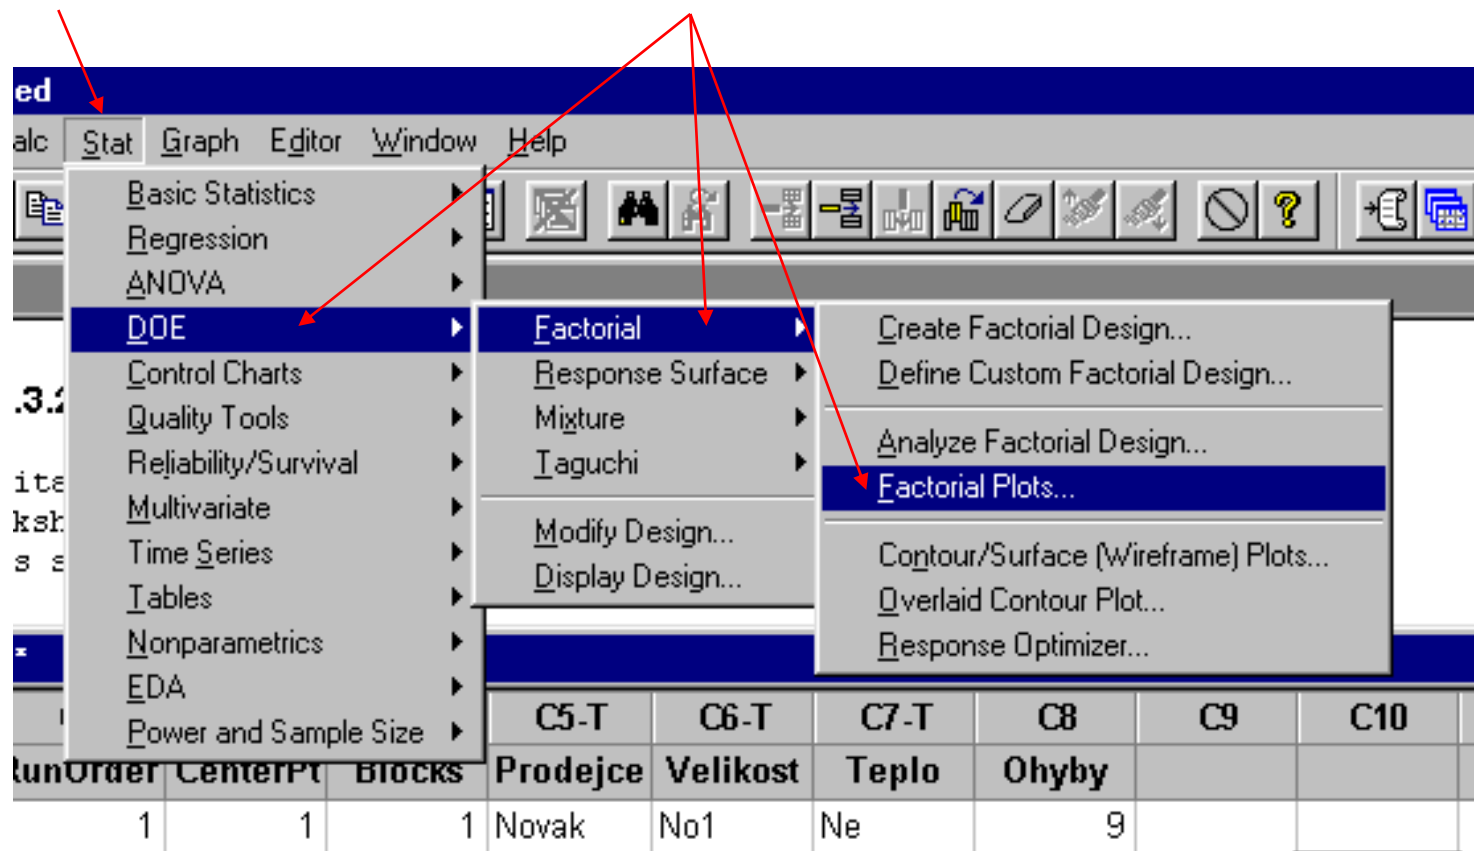 ed
alc Stat Graph Editor Window Help
Basic Statistics
Regression
ANOVA
DOE
Control Charts
Quality Tools
Reliability/Survival
Multivariate
Time Series
Tables
Nonparametrics
EDA
Power and Sample Size
Factorial
Response Surface
Mixture
Taguchi
Modify Design...
Display Design...
Create Factorial Design...
Define Custom Factorial Design...
Analyze Factorial Design...
Factorial Plots...
Contour/Surface (Wireframe) Plots...
Overlaid Contour Plot...
Response Optimizer...
.3.2
ita
ksh
s s
C5-T C6-T C7-T C8 C9 C10
RunOrder CenterPt Blocks Prodejce Velikost Teplo Ohyby
1 1 1 Novak No1 Ne 9